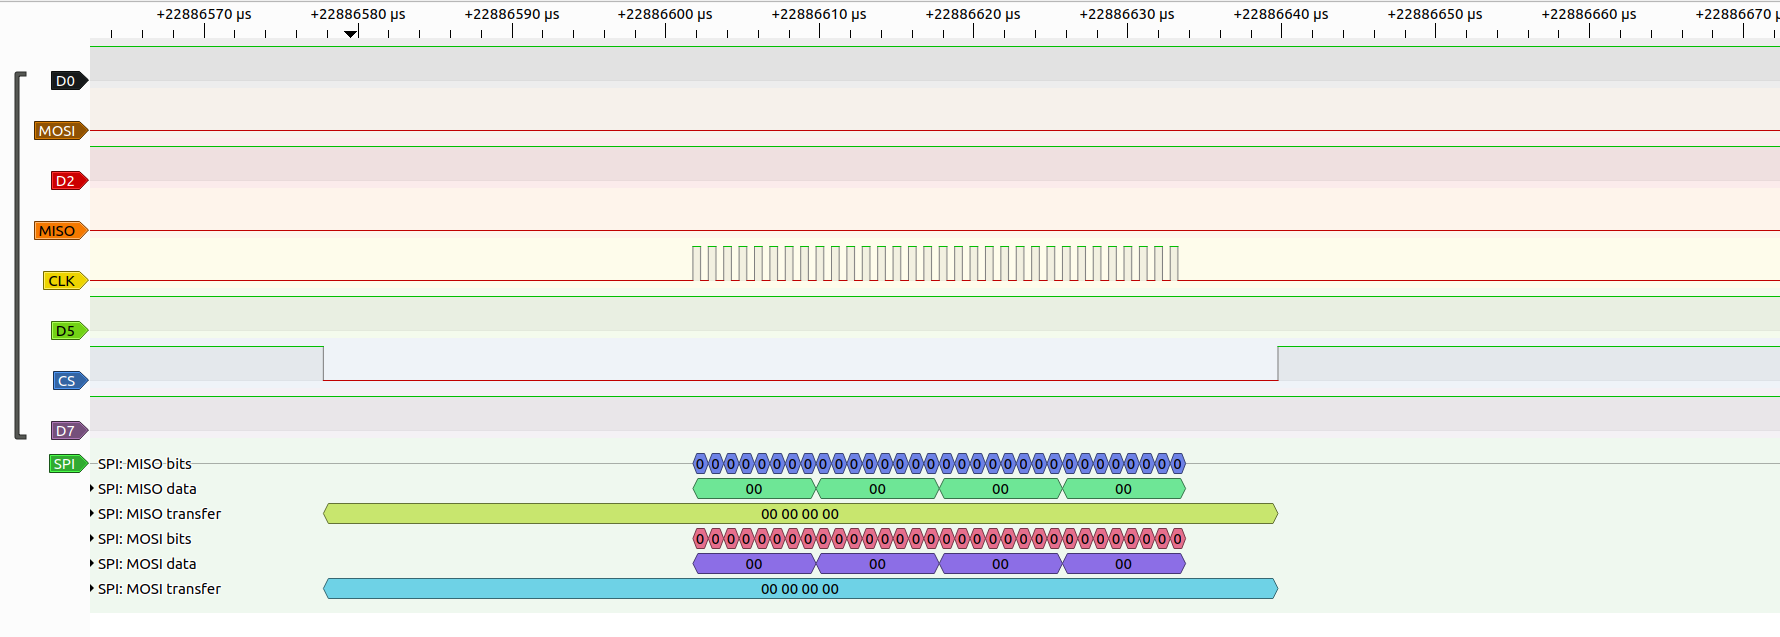 +22886570 µs +22886580 µs +22886590 µs +22886600 µs +22886610 µs +22886620 µs +22886630 µs +22886640 µs +22886650 µs +22886660 µs +22886670
D0
MOSI
D2
MISO
CLK
D5
CS
D7
SPI SPI: MISO bits 0 0 0 0 0 0 0 0 0 0 0 0 0 0 0 0 0 0 0 0 0 0 0 0 0 0 0 0 0 0 0 0
SPI: MISO data 00 00 00 00
SPI: MISO transfer 00 00 00 00
SPI: MOSI bits 0 0 0 0 0 0 0 0 0 0 0 0 0 0 0 0 0 0 0 0 0 0 0 0 0 0 0 0 0 0 0 0
SPI: MOSI data 00 00 00 00
SPI: MOSI transfer 00 00 00 00